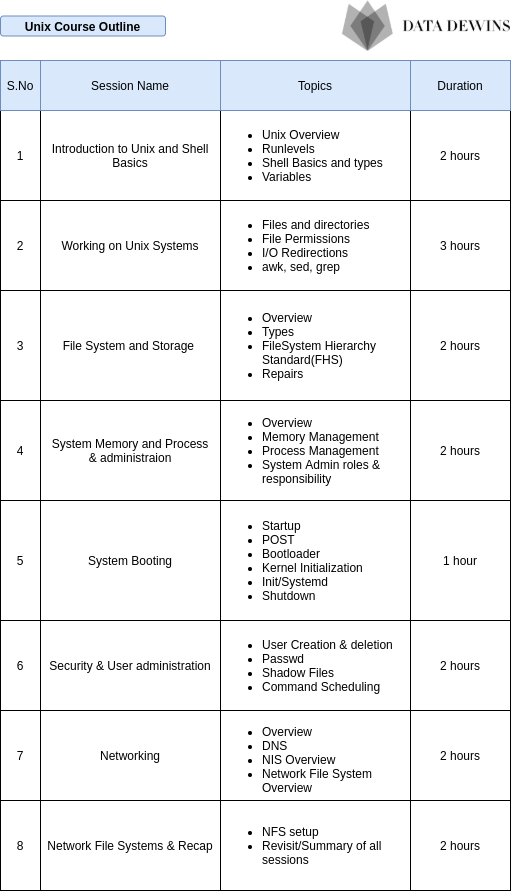 Unix Course Outline
DATA DEWINS
S.No Session Name Topics Duration
1
Introduction to Unix and Shell
Basics
• Unix Overview
• Runlevels
• Shell Basics and types
• Variables
2 hours
2
Working on Unix Systems
• Files and directories
• File Permissions
• I/O Redirections
• awk, sed, grep
3 hours
3
File System and Storage
• Overview
• Types
• FileSystem Hierarchy
Standard(FHS)
• Repairs
2 hours
4
System Memory and Process
& administraion
• Overview
• Memory Management
• Process Management
• System Admin roles &
responsibility
2 hours
5
System Booting
• Startup
• POST
• Bootloader
• Kernel Initialization
• Init/Systemd
• Shutdown
1 hour
6
Security & User administration
• User Creation & deletion
• Passwd
• Shadow Files
• Command Scheduling
2 hours
7
Networking
• Overview
• DNS
• NIS Overview
• Network File System
Overview
2 hours
8
Network File Systems & Recap
• NFS setup
• Revisit/Summary of all
sessions
2 hours